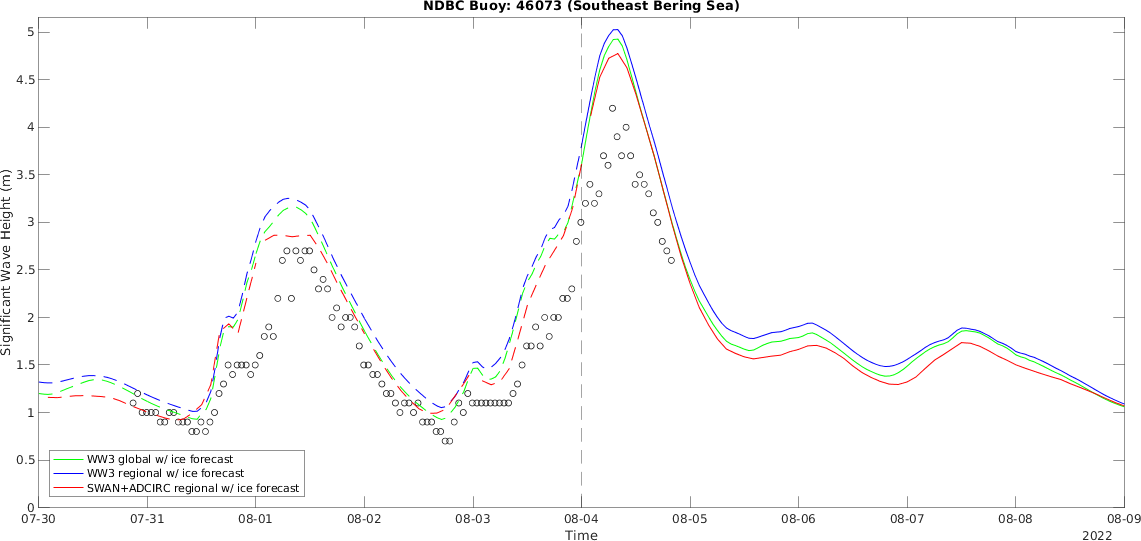 NDBC Buoy: 46073 (Southeast Bering Sea)
Significant Wave Height (m)
5
4.5
4
3.5
3
2.5
2
1.5
1
0.5
0
WW3 global w/ ice forecast
WW3 regional w/ ice forecast
SWAN+ADCIRC regional w/ ice forecast
07-30 07-31 08-01 08-02 08-03 08-04 08-05 08-06 08-07 08-08 08-09
Time
2022